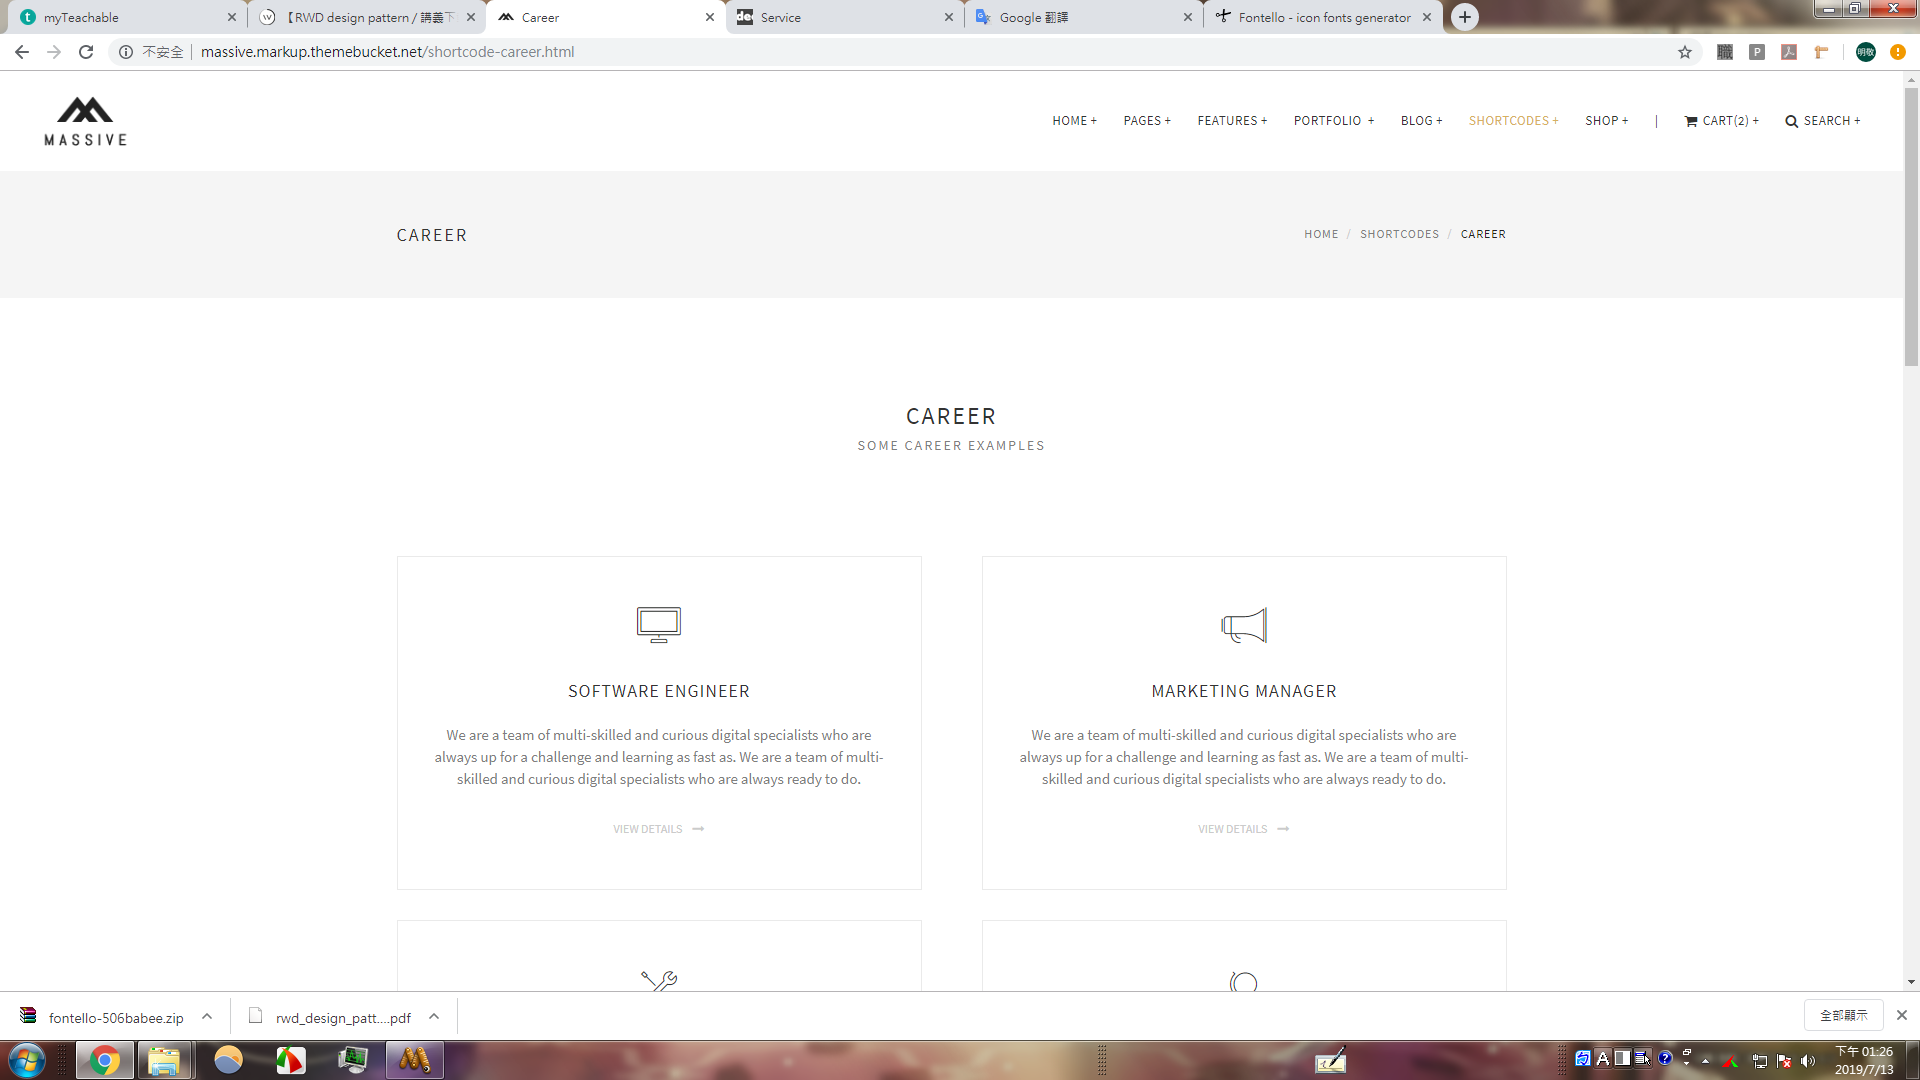 myTeachable
【RWD design pattern / 講義下
Career
Service
Google 翻譯
Fontello - icon fonts generator
不安全
massive.markup.themebucket.net/shortcode-career.html
MASSIVE
HOME +
PAGES +
FEATURES +
PORTFOLIO +
BLOG +
SHORTCODES +
SHOP +
|
CART(2) +
SEARCH +
CAREER
HOME / SHORTCODES / CAREER
CAREER
SOME CAREER EXAMPLES
SOFTWARE ENGINEER
We are a team of multi-skilled and curious digital specialists who are
always up for a challenge and learning as fast as. We are a team of multi-
skilled and curious digital specialists who are always ready to do.
VIEW DETAILS
MARKETING MANAGER
We are a team of multi-skilled and curious digital specialists who are
always up for a challenge and learning as fast as. We are a team of multi-
skilled and curious digital specialists who are always ready to do.
VIEW DETAILS
fontello-506babee.zip
rwd_design_patt....pdf
全部顯示
下午 01:26
2019/7/13